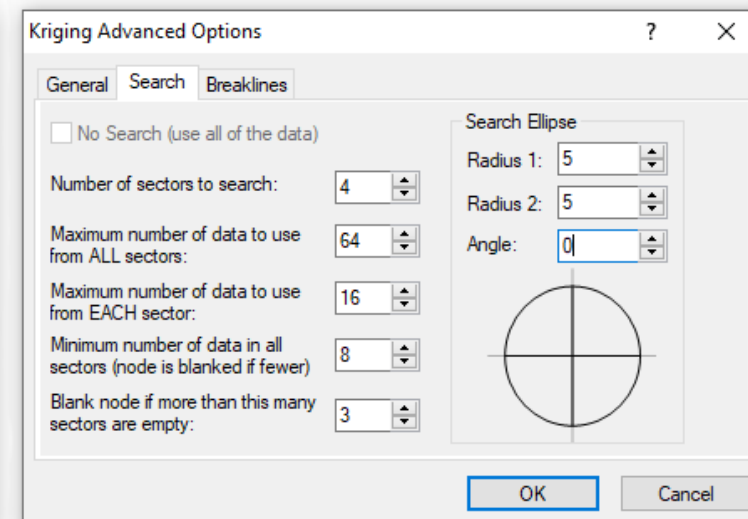 Kriging Advanced Options ? ×
General Search Breaklines
No Search (use all of the data)
Number of sectors to search: 4
Maximum number of data to use
from ALL sectors: 64
Maximum number of data to use
from EACH sector: 16
Minimum number of data in all
sectors (node is blanked if fewer) 8
Blank node if more than this many
sectors are empty: 3
Search Ellipse
Radius 1: 5
Radius 2: 5
Angle: 0
OK Cancel